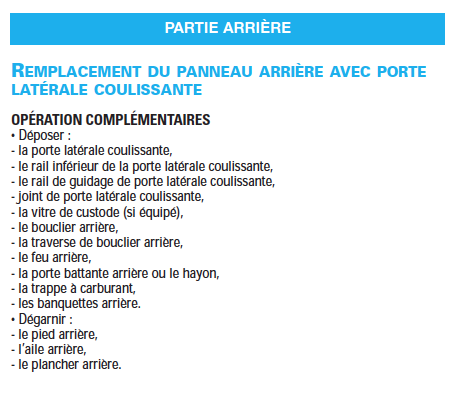 PARTIE ARRIÈRE
REMPLACEMENT DU PANNEAU ARRIÈRE AVEC PORTE
LATÉRALE COULISSANTE
OPÉRATION COMPLÉMENTAIRES
• Déposer :
- la porte latérale coulissante,
- le rail inférieur de la porte latérale coulissante,
- le rail de guidage de porte latérale coulissante,
- joint de porte latérale coulissante,
- la vitre de custode (si équipé),
- le bouclier arrière,
- la traverse de bouclier arrière,
- le feu arrière,
- la porte battante arrière ou le hayon,
- la trappe à carburant,
- les banquettes arrière.
• Dégarnir :
- le pied arrière,
- l'aile arrière,
- le plancher arrière.